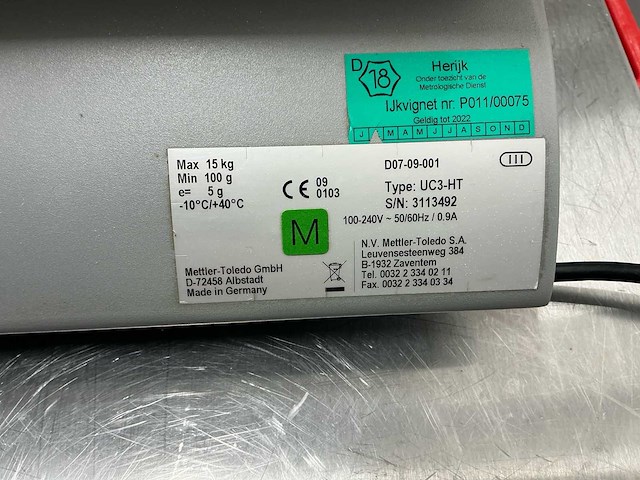 D
18
Herijk
Onder toezicht van de
Metrologische Dienst
IJkvignet nr: P011/00075
Geldig tot 2022
J M A M J J A S O N D
Max 15 kg
Min 100 g
e= 5 g
-10°C/+40°C
CE 09
0103
M
D07-09-001
III
Type: UC3-HT
S/N: 3113492
100-240V ~ 50/60Hz / 0.9A
Mettler-Toledo GmbH
D-72458 Albstadt
Made in Germany
N.V. Mettler-Toledo S.A.
Leuvensesteenweg 384
B-1932 Zaventem
Tel. 0032 2 334 02 11
Fax. 0032 2 334 03 34